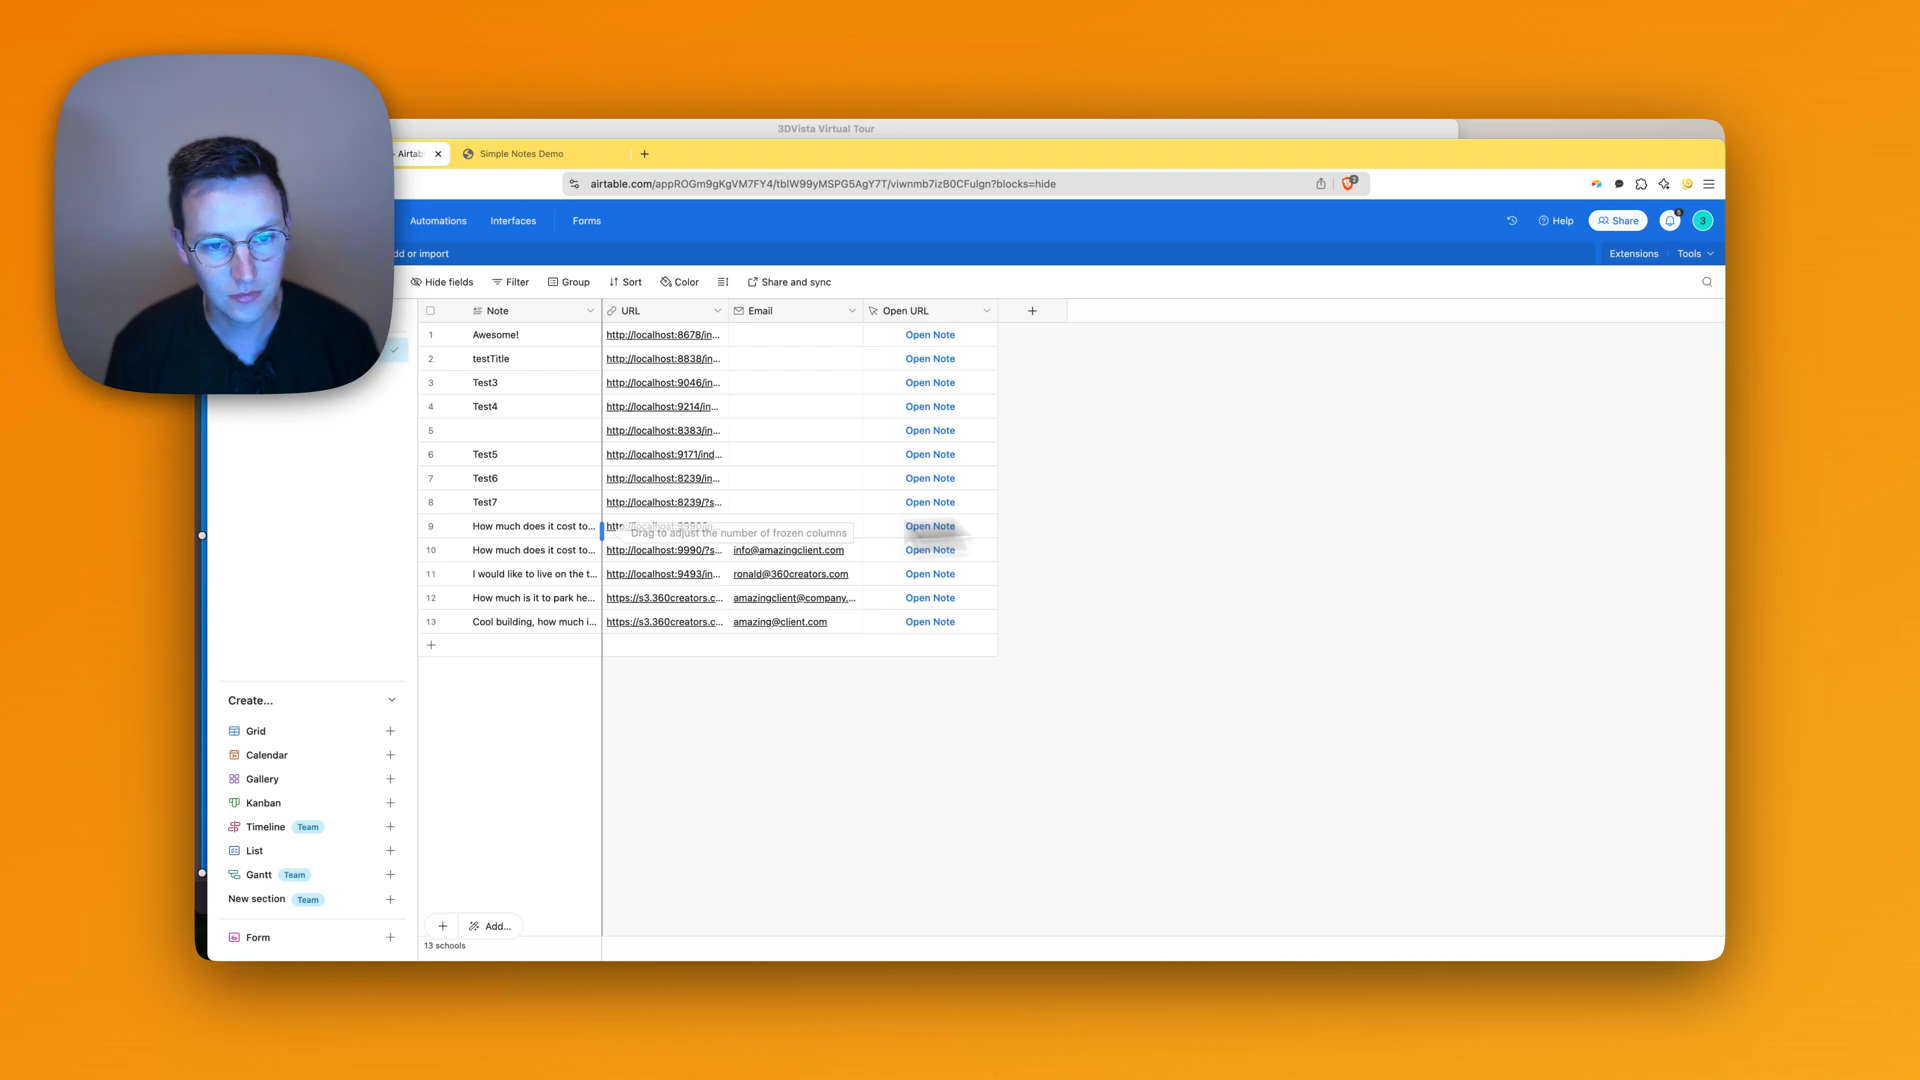 3DVista Virtual Tour
- Airtab
Simple Notes Demo
airtable.com/appROGm9gKgVM7FY4/tblW99yMSPG5AgY7T/viwnmb7izB0CFulgn?blocks=hide
2
Automations Interfaces Forms
Help Share 3
dd or import
Extensions Tools
Hide fields Filter Group Sort Color Share and sync
Note URL Email Open URL
1 Awesome! http://localhost:8678/in... Open Note
2 testTitle http://localhost:8838/in... Open Note
3 Test3 http://localhost:9046/in... Open Note
4 Test4 http://localhost:9214/in... Open Note
5 http://localhost:8383/in... Open Note
6 Test5 http://localhost:9171/ind... Open Note
7 Test6 http://localhost:8239/in... Open Note
8 Test7 http://localhost:8239/?s... Open Note
9 How much does it cost to... http://localhost:9990/in... Open Note
Drag to adjust the number of frozen columns
10 How much does it cost to... http://localhost:9990/?s... info@amazingclient.com Open Note
11 I would like to live on the t... http://localhost:9493/in... ronald@360creators.com Open Note
12 How much is it to park he... https://s3.360creators.c... amazingclient@company.... Open Note
13 Cool building, how much i... https://s3.360creators.c... amazing@client.com Open Note
Create...
Grid
Calendar
Gallery
Kanban
Timeline Team
List
Gantt Team
New section Team
Form
Add...
13 schools